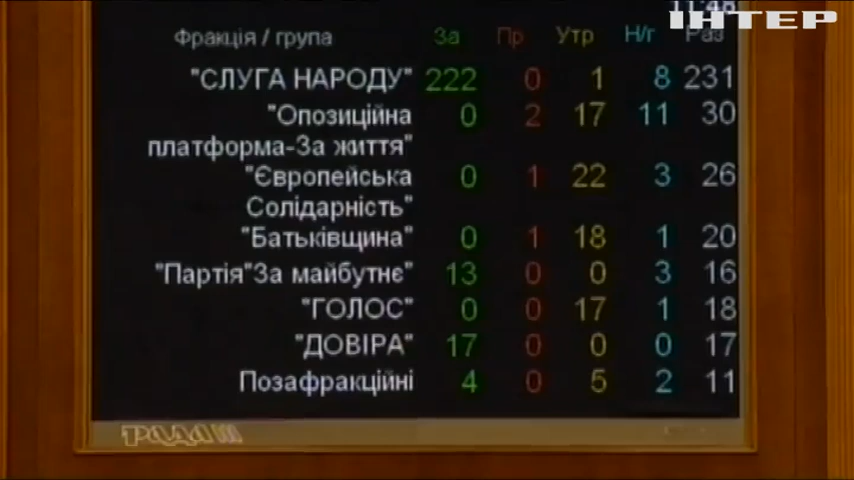 11:48
ІНТЕР
Фракція / група За Пр Утр Н/г Раз
"СЛУГА НАРОДУ" 222 0 1 8 231
"Опозиційна 0 2 17 11 30
платформа-За життя"
"Європейська 0 1 22 3 26
Солідарність"
"Батьківщина" 0 1 18 1 20
"Партія"За майбутнє" 13 0 0 3 16
"ГОЛОС" 0 0 17 1 18
"ДОВІРА" 17 0 0 0 17
Позафракційні 4 0 5 2 11
РАДА